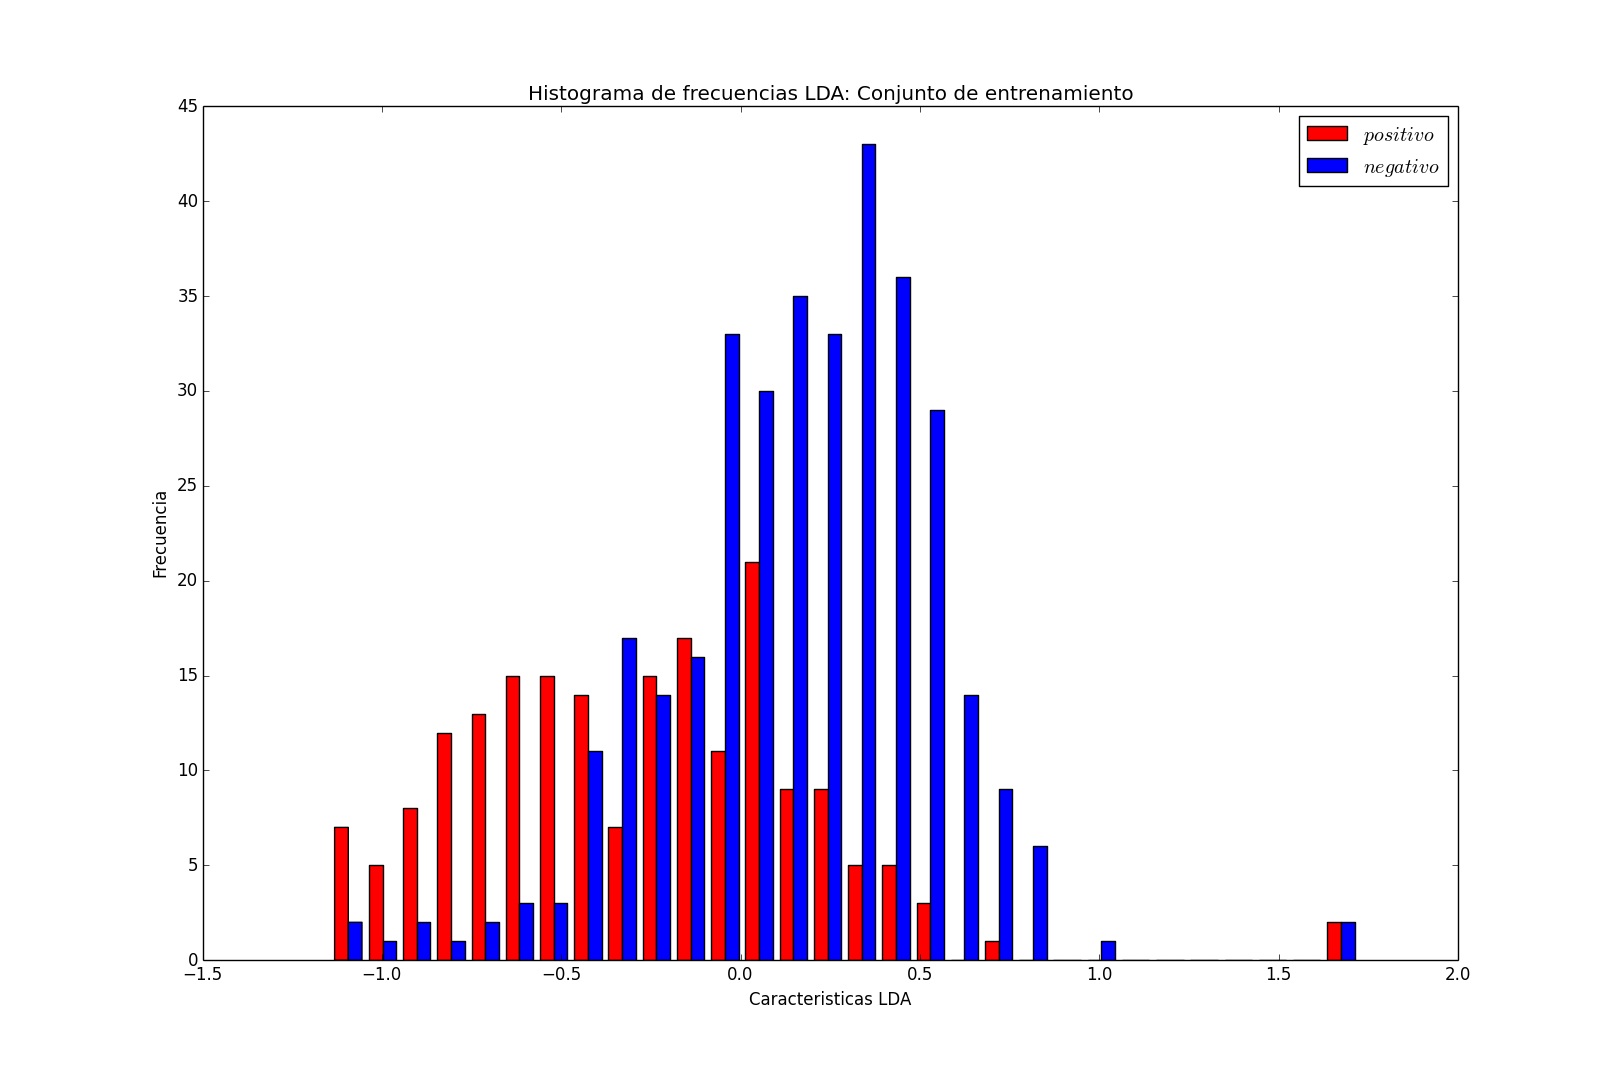 Histograma de frecuencias LDA: Conjunto de entrenamiento
positivo
negativo
45
40
35
30
25
20
15
10
5
0
Frecuencia
−1.5 −1.0 −0.5 0.0 0.5 1.0 1.5 2.0
Caracteristicas LDA